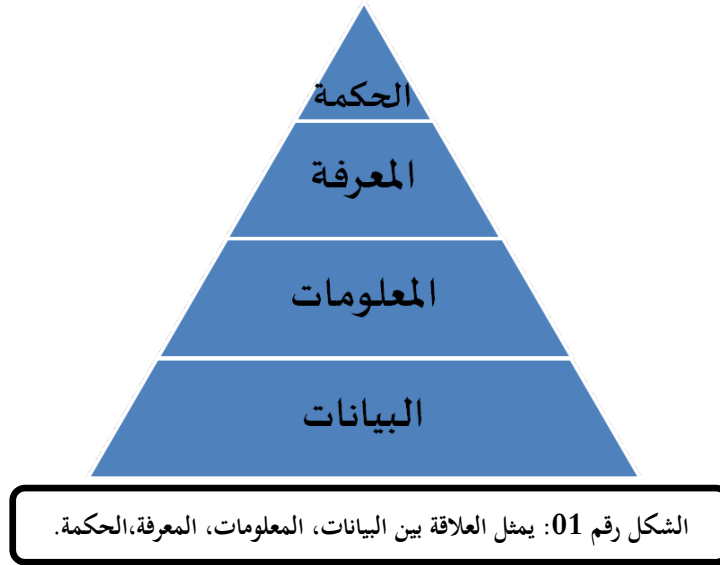 الحكمة
المعرفة
المعلومات
البيانات
الشكل رقم 01: يمثل العلاقة بين البيانات، المعلومات، المعرفة،الحكمة.